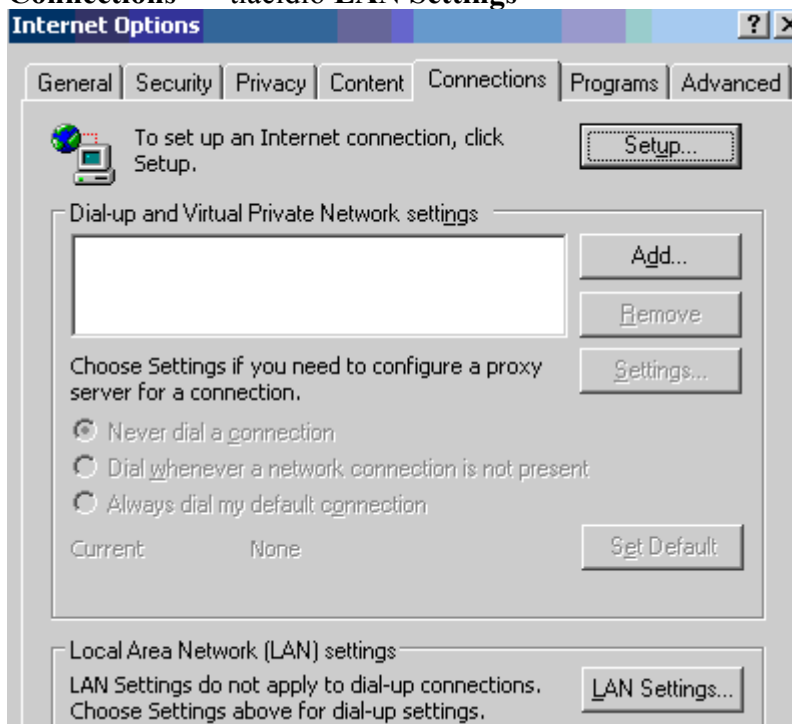 Internet Options
General Security Privacy Content Connections Programs Advanced
To set up an Internet connection, click
Setup.
Setup...
Dial-up and Virtual Private Network settings
Add...
Remove
Choose Settings if you need to configure a proxy
server for a connection.
Settings...
Never dial a connection
Dial whenever a network connection is not present
Always dial my default connection
Current None
Set Default
Local Area Network (LAN) settings
LAN Settings do not apply to dial-up connections.
Choose Settings above for dial-up settings.
LAN Settings...